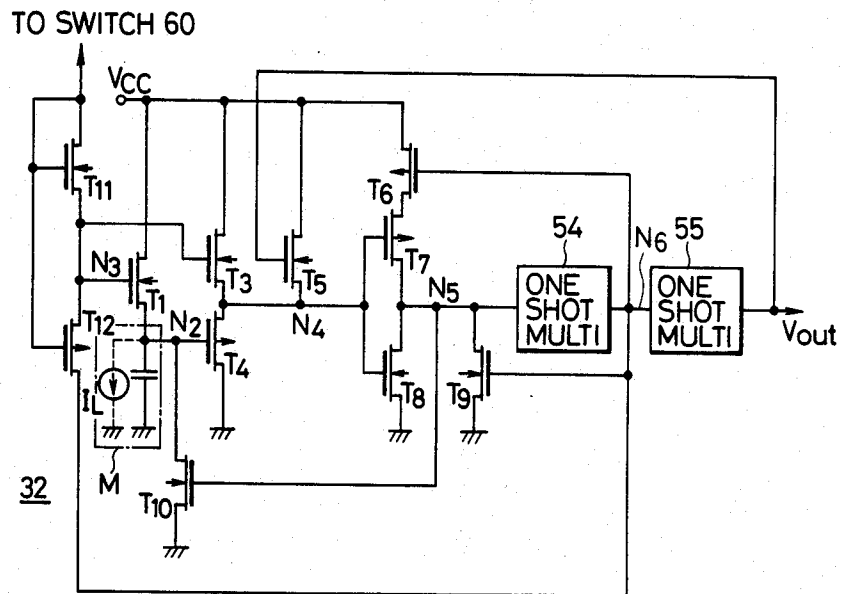 TO SWITCH 60
VCC
T11
N3
T1
T3
T5
T6
T7
54
N6
55
ONE SHOT MULTI
ONE SHOT MULTI
Vout
T12
N2
T4
N4
N5
T8
T9
IL
M
T10
32